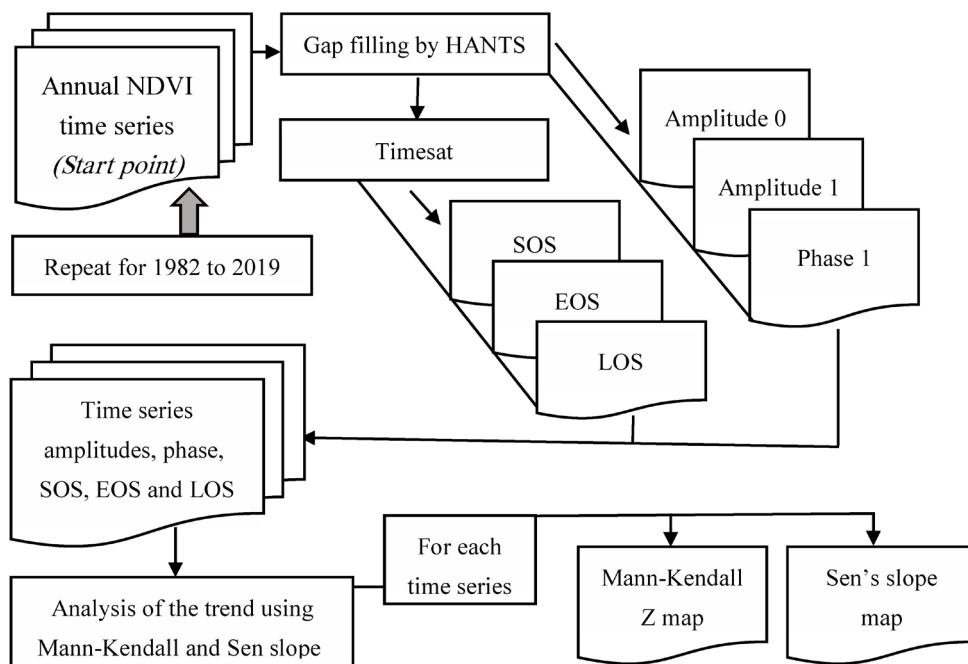 Annual NDVI
time series
(Start point)
Gap filling by HANTS
Timesat
Amplitude 0
Amplitude 1
Phase 1
Repeat for 1982 to 2019
SOS
EOS
LOS
Time series
amplitudes, phase,
SOS, EOS and LOS
For each
time series
Mann-Kendall
Z map
Sen’s slope
map
Analysis of the trend using
Mann-Kendall and Sen slope